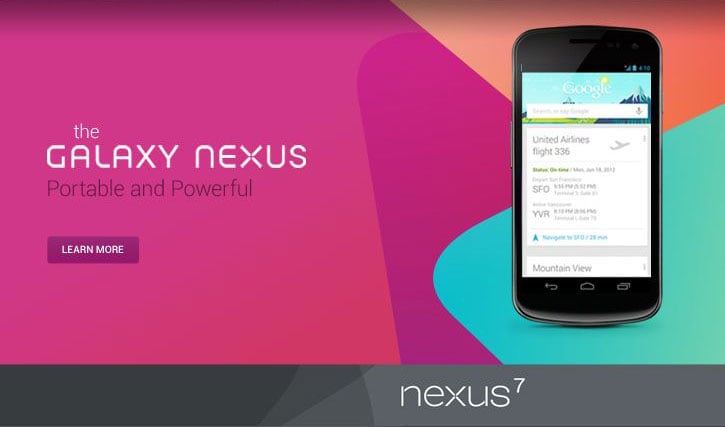 the
GALAXY NEXUS
Portable and Powerful
LEARN MORE
4:10
Google
Search, or say Google
United Airlines
flight 336
Status: On-time / Mon, Jun 18, 2012
Depart San Francisco
SFO 5:55 PM (5:52 PM)
Terminal 3, Gate 81
Arrive Vancouver
YVR 8:10 PM (8:06 PM)
Navigate to SFO / 28 min
Mountain View
nexus7